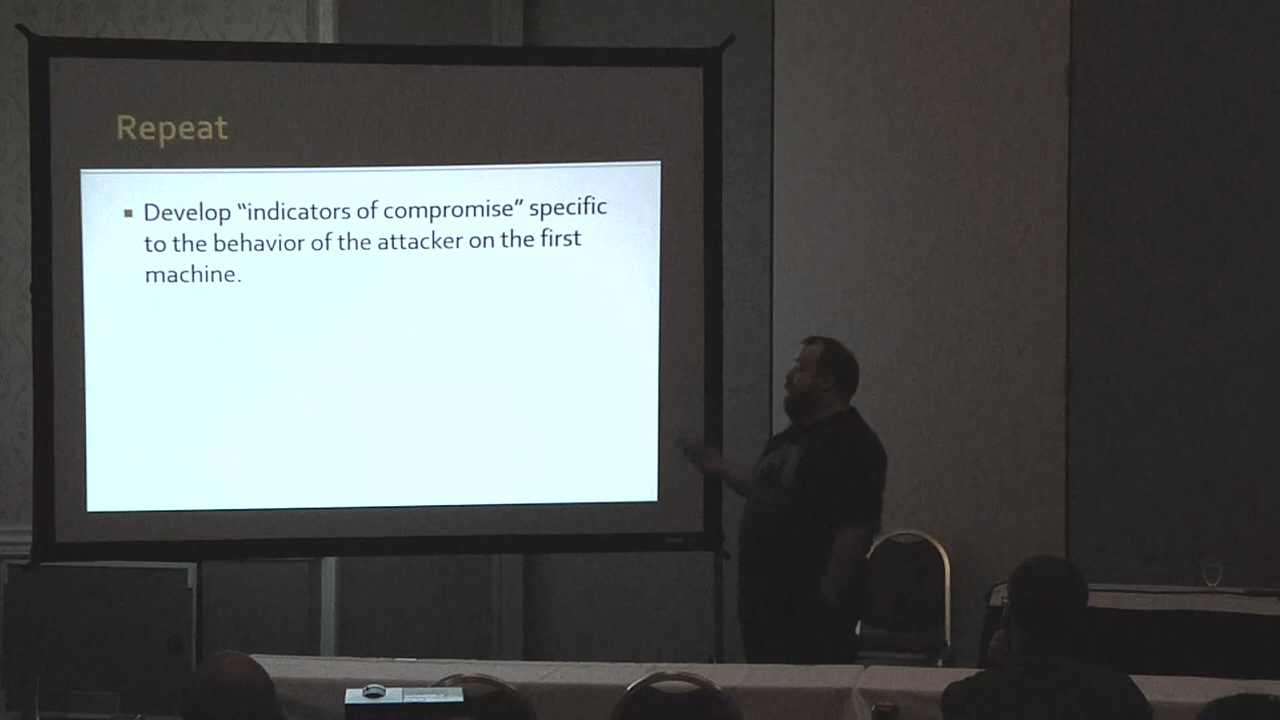 Repeat
▪ Develop “indicators of compromise” specific
to the behavior of the attacker on the first
machine.